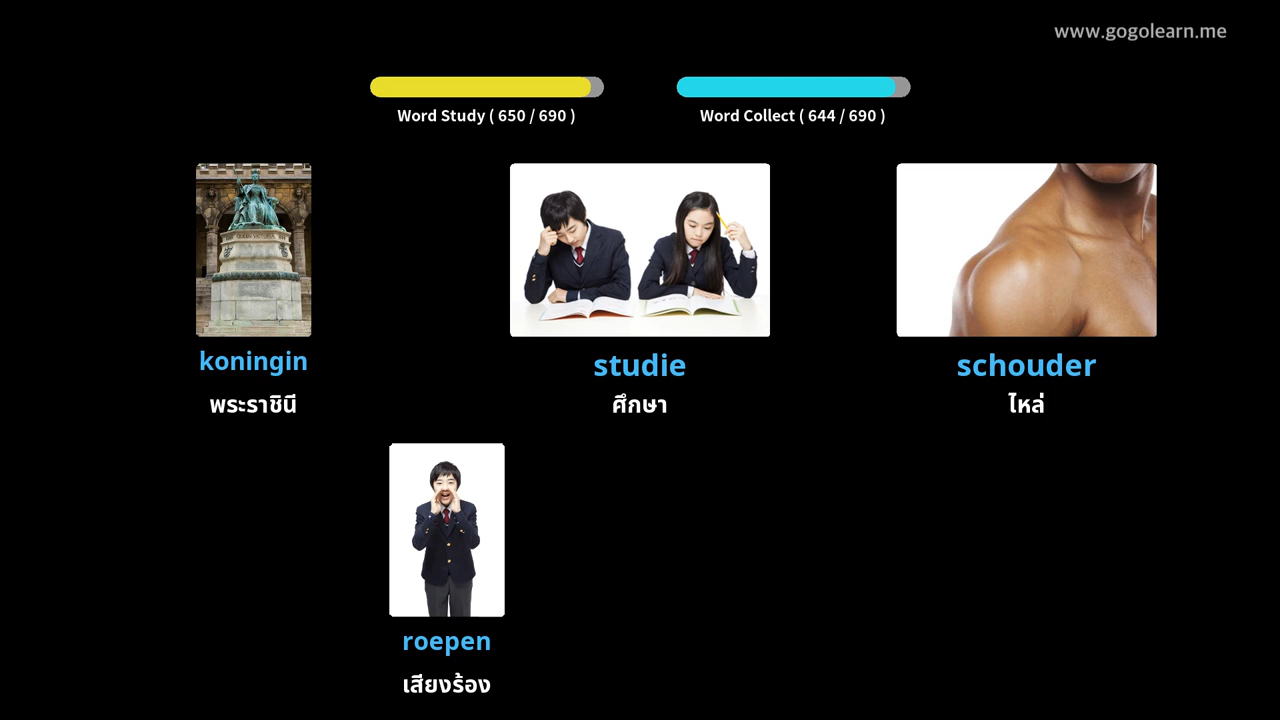 www.gogolearn.me
Word Study ( 650 / 690 )
Word Collect ( 644 / 690 )
koningin
พระราชินี
studie
ศึกษา
schouder
ไหล่
roepen
เสียงร้อง